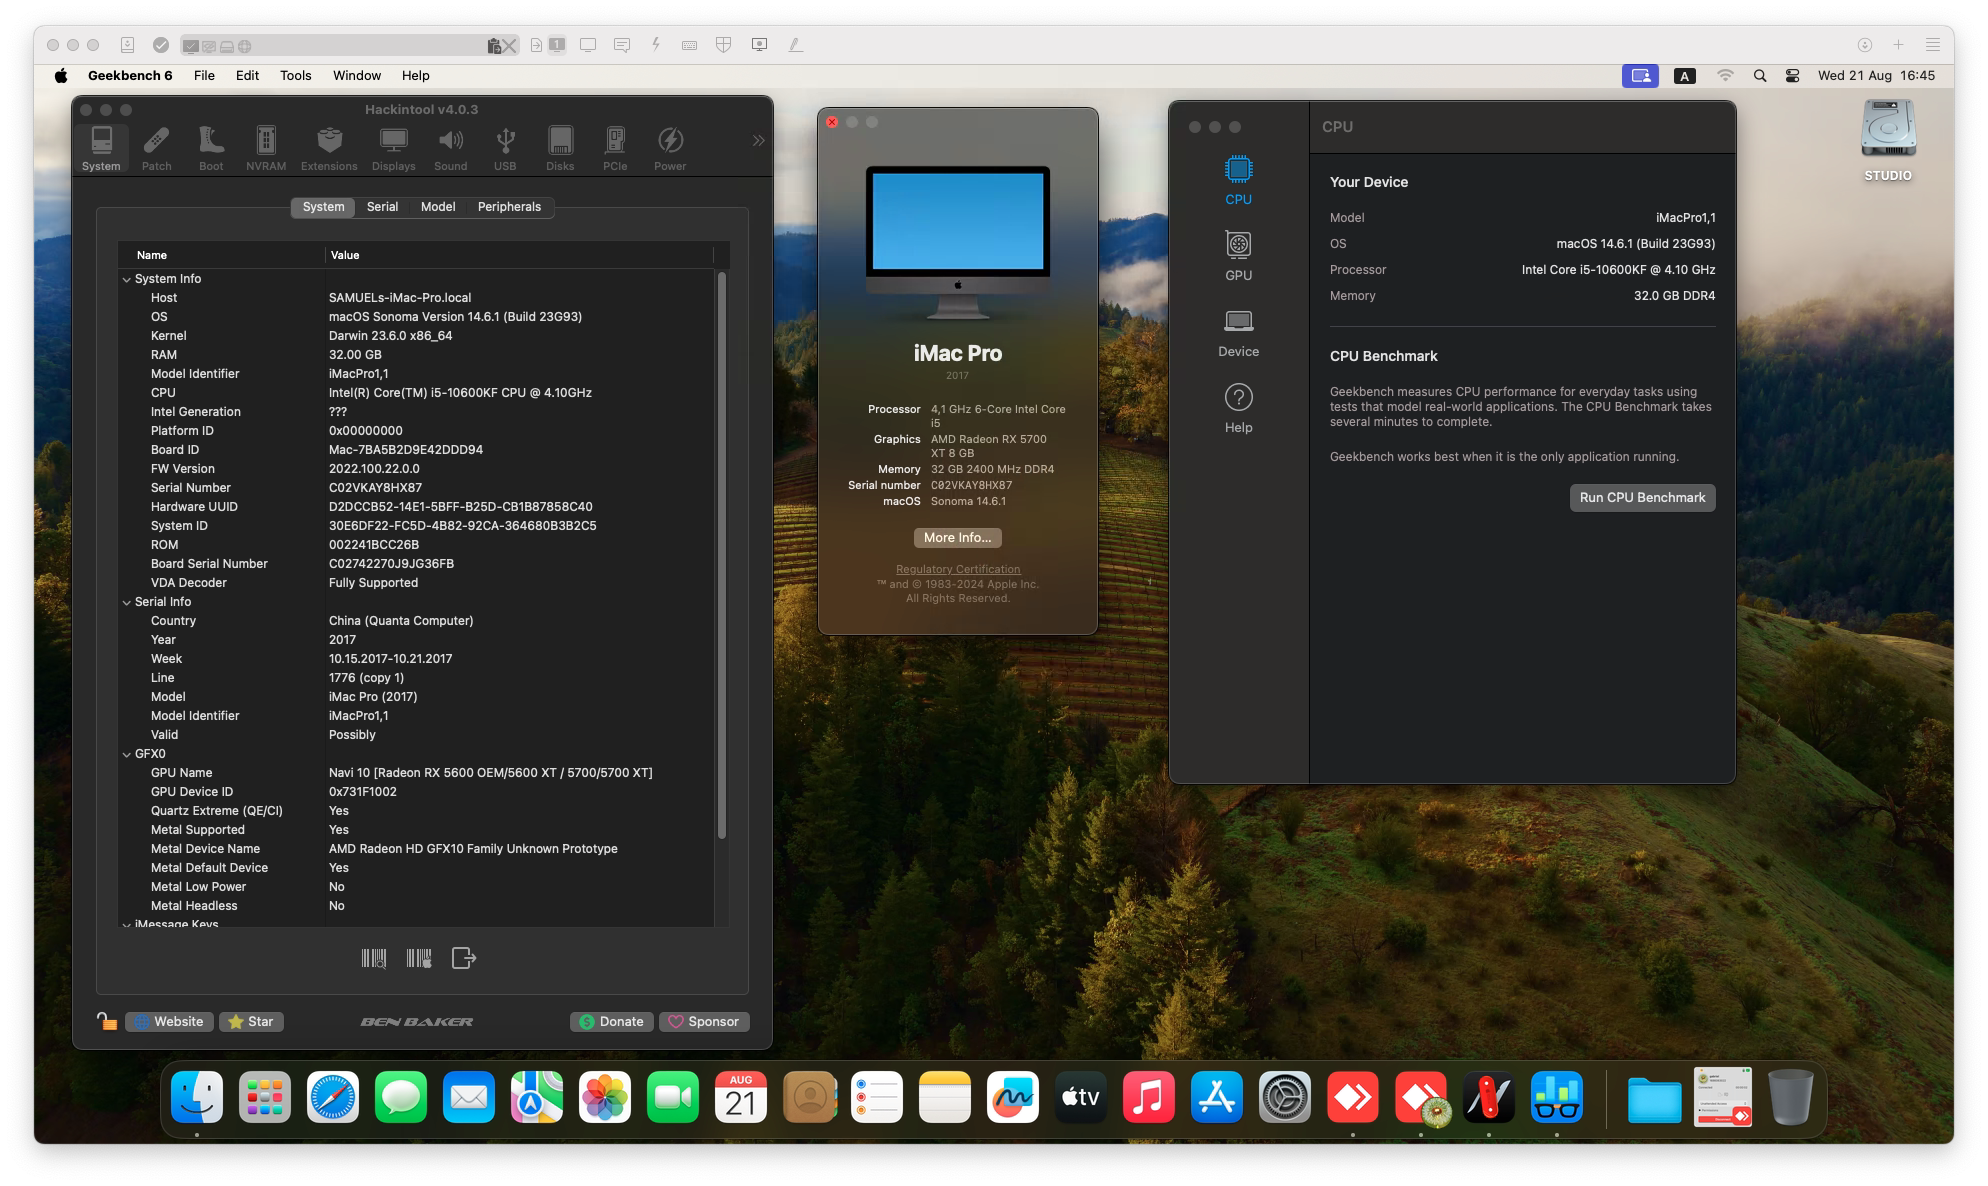 1
Geekbench 6 File Edit Tools Window Help
A
Wed 21 Aug 16:45
Hackintool v4.0.3
System Patch Boot NVRAM Extensions Displays Sound USB Disks PCIe Power
System Serial Model Peripherals
Name Value
System Info
Host SAMUELs-iMac-Pro.local
OS macOS Sonoma Version 14.6.1 (Build 23G93)
Kernel Darwin 23.6.0 x86_64
RAM 32.00 GB
Model Identifier iMacPro1,1
CPU Intel(R) Core(TM) i5-10600KF CPU @ 4.10GHz
Intel Generation ???
Platform ID 0x00000000
Board ID Mac-7BA5B2D9E42DDD94
FW Version 2022.100.22.0.0
Serial Number C02VKAY8HX87
Hardware UUID D2DCCB52-14E1-5BFF-B25D-CB1B87858C40
System ID 30E6DF22-FC5D-4B82-92CA-364680B3B2C5
ROM 002241BCC26B
Board Serial Number C02742270J9JG36FB
VDA Decoder Fully Supported
Serial Info
Country China (Quanta Computer)
Year 2017
Week 10.15.2017-10.21.2017
Line 1776 (copy 1)
Model iMac Pro (2017)
Model Identifier iMacPro1,1
Valid Possibly
GFX0
GPU Name Navi 10 [Radeon RX 5600 OEM/5600 XT / 5700/5700 XT]
GPU Device ID 0x731F1002
Quartz Extreme (QE/CI) Yes
Metal Supported Yes
Metal Device Name AMD Radeon HD GFX10 Family Unknown Prototype
Metal Default Device Yes
Metal Low Power No
Metal Headless No
iMessage Keys
Website Star BEN BAKER Donate Sponsor
iMac Pro
2017
Processor 4,1 GHz 6-Core Intel Core
i5
Graphics AMD Radeon RX 5700
XT 8 GB
Memory 32 GB 2400 MHz DDR4
Serial number C02VKAY8HX87
macOS Sonoma 14.6.1
More Info...
Regulatory Certification
™ and © 1983-2024 Apple Inc.
All Rights Reserved.
CPU
GPU
Device
Help
CPU
Your Device
Model iMacPro1,1
OS macOS 14.6.1 (Build 23G93)
Processor Intel Core i5-10600KF @ 4.10 GHz
Memory 32.0 GB DDR4
CPU Benchmark
Geekbench measures CPU performance for everyday tasks using
tests that model real-world applications. The CPU Benchmark takes
several minutes to complete.
Geekbench works best when it is the only application running.
Run CPU Benchmark
STUDIO
AUG
21
tv